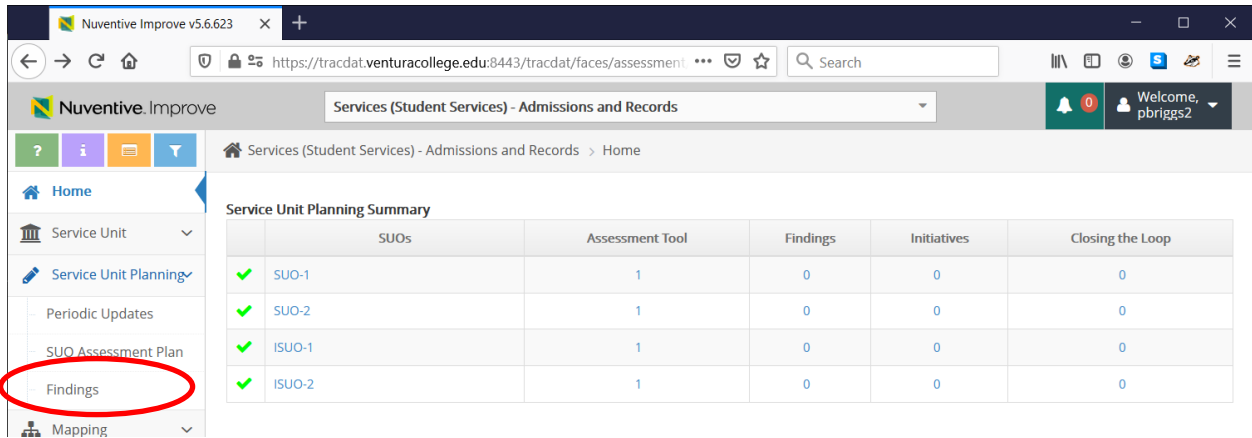 Nuventive Improve v5.6.623
https://tracdat.venturacollege.edu:8443/tracdat/faces/assessment
Search
Nuventive. Improve
Services (Student Services) - Admissions and Records
0
Welcome,
pbriggs2
? i
Services (Student Services) - Admissions and Records > Home
Home
Service Unit
Service Unit Planning
Periodic Updates
SUO Assessment Plan
Findings
Mapping
Service Unit Planning Summary
SUOs Assessment Tool Findings Initiatives Closing the Loop
SUO-1 1 0 0 0
SUO-2 1 0 0 0
ISUO-1 1 0 0 0
ISUO-2 1 0 0 0